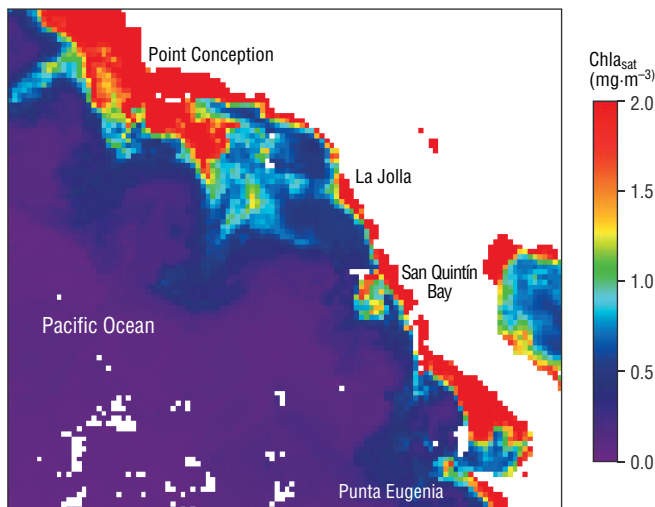 Point Conception
La Jolla
San Quintín
Bay
Pacific Ocean
Punta Eugenia
Chla_sat
(mg·m⁻³)
2.0
1.5
1.0
0.5
0.0